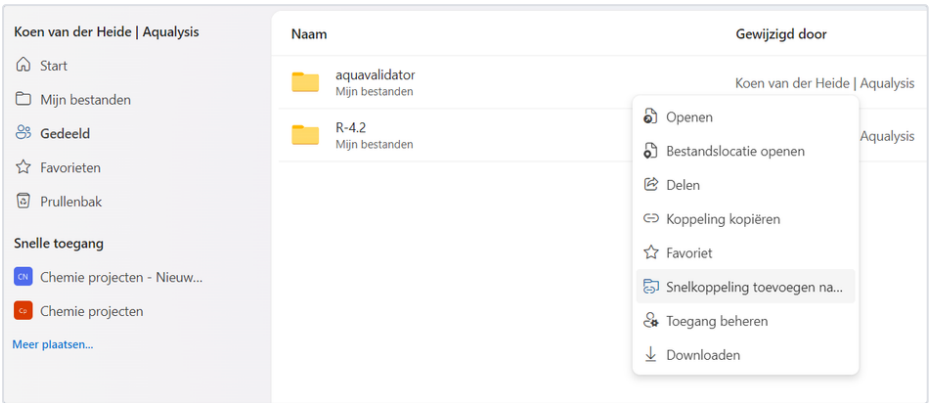 Koen van der Heide | Aqualysis
Start
Mijn bestanden
Gedeeld
Favorieten
Prullenbak
Snelle toegang
CN Chemie projecten - Nieuw...
Cp Chemie projecten
Meer plaatsen...
Naam Gewijzigd door
aquavalidator
Mijn bestanden
Koen van der Heide | Aqualysis
R-4.2
Mijn bestanden
Aqualysis
Openen
Bestandslocatie openen
Delen
Koppeling kopiëren
Favoriet
Snelkoppeling toevoegen na...
Toegang beheren
Downloaden